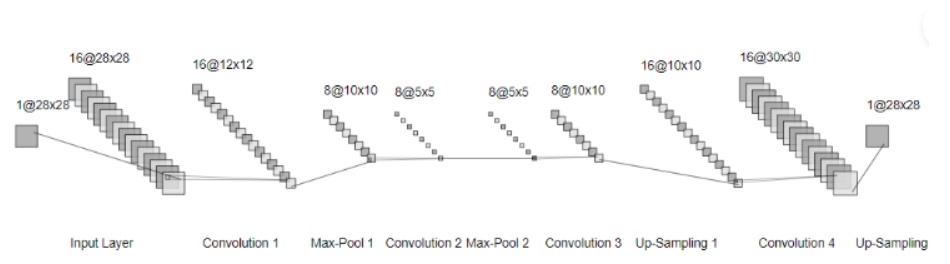 1@28x28
16@28x28
16@12x12
8@10x10
8@5x5
8@5x5
8@10x10
16@10x10
16@30x30
1@28x28
Input Layer
Convolution 1
Max-Pool 1
Convolution 2
Max-Pool 2
Convolution 3
Up-Sampling 1
Convolution 4
Up-Sampling